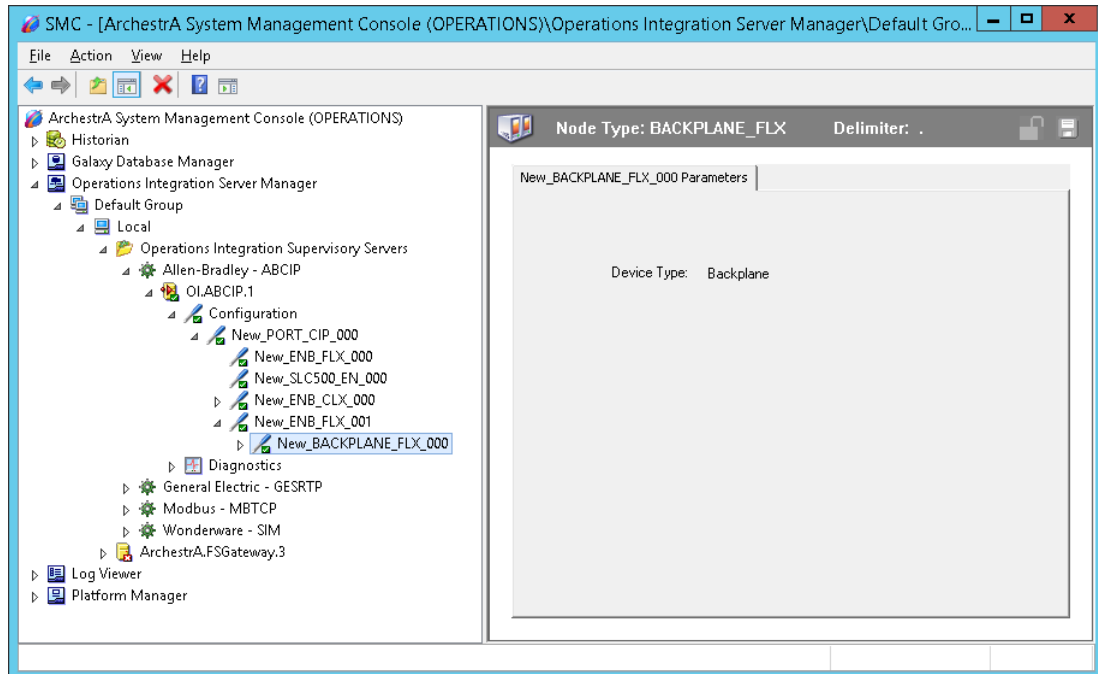 SMC - [ArchestrA System Management Console (OPERATIONS)\Operations Integration Server Manager\Default Gro...
File Action View Help
ArchestrA System Management Console (OPERATIONS)
Historian
Galaxy Database Manager
Operations Integration Server Manager
Default Group
Local
Operations Integration Supervisory Servers
Allen-Bradley - ABCIP
OI.ABCIP.1
Configuration
New_PORT_CIP_000
New_ENB_FLX_000
New_SLC500_EN_000
New_ENB_CLX_000
New_ENB_FLX_001
New_BACKPLANE_FLX_000
Diagnostics
General Electric - GESRTP
Modbus - MBTCP
Wonderware - SIM
ArchestrA.FSGateway.3
Log Viewer
Platform Manager
Node Type: BACKPLANE_FLX Delimiter: .
New_BACKPLANE_FLX_000 Parameters
Device Type: Backplane